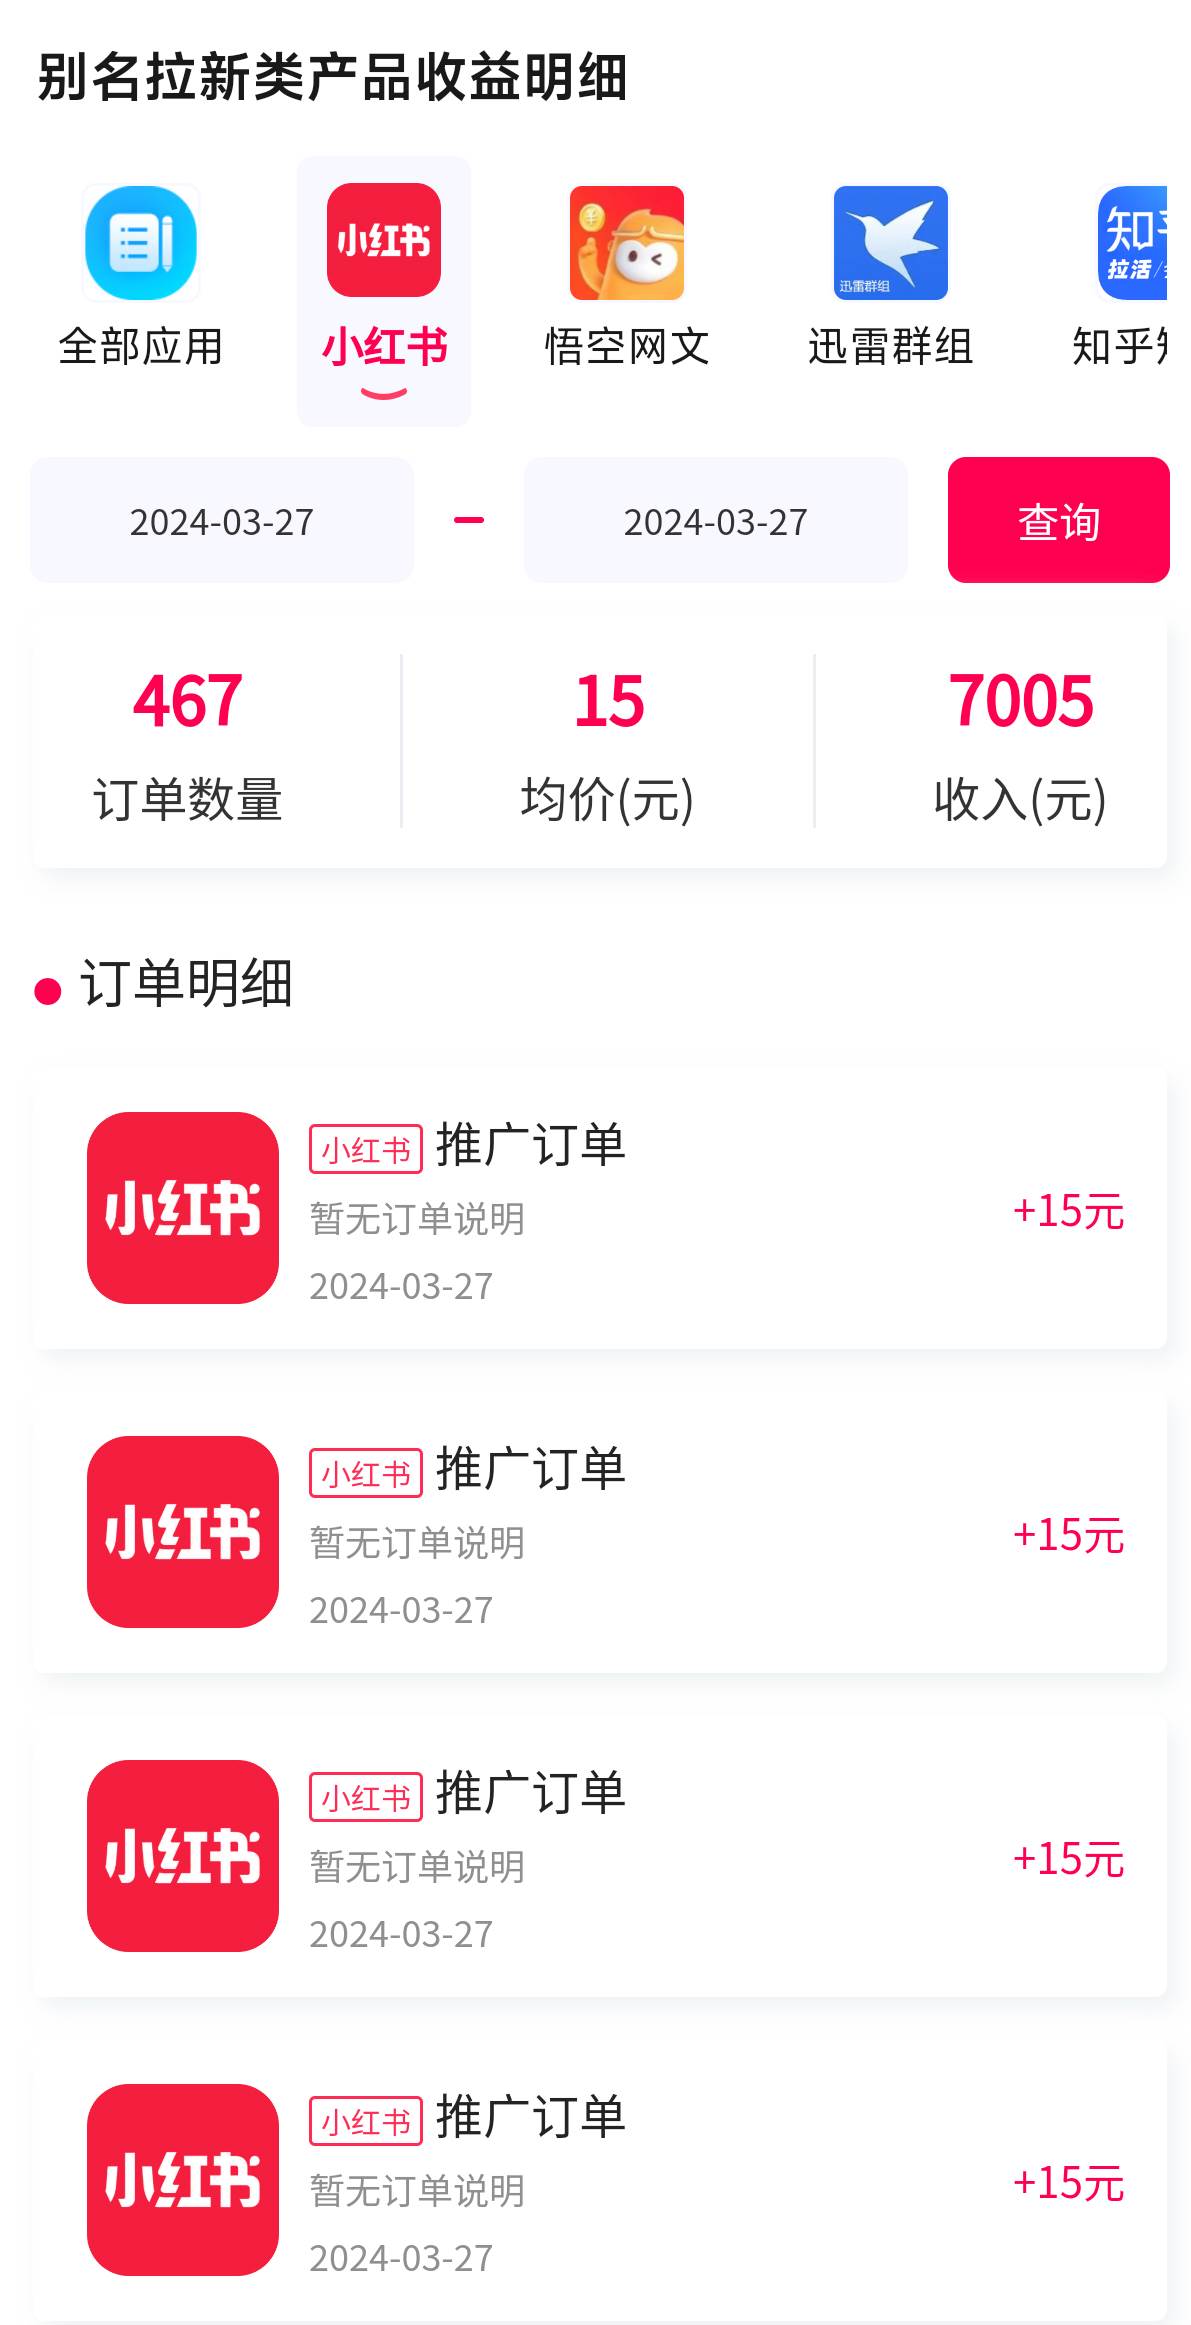 别名拉新类产品收益明细
小红书
迅雷群组
知
拉活/
全部应用
小红书
悟空网文
迅雷群组
知乎
2024-03-27
2024-03-27
查询
467
15
7005
订单数量
均价(元)
收入(元)
订单明细
小红书
小红书 推广订单
暂无订单说明
2024-03-27
+15元
小红书
小红书 推广订单
暂无订单说明
2024-03-27
+15元
小红书
小红书 推广订单
暂无订单说明
2024-03-27
+15元
小红书
小红书 推广订单
暂无订单说明
2024-03-27
+15元